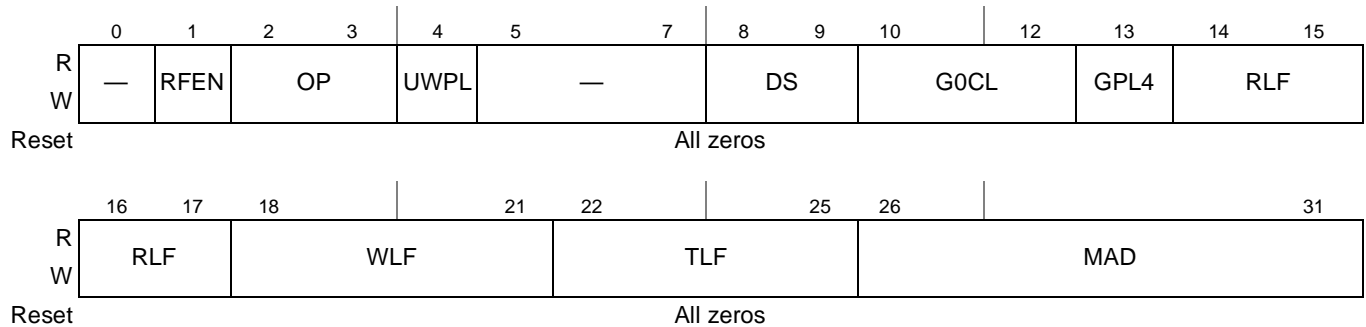 0 1 2 3 4 5 7 8 9 10 12 13 14 15
R
W
— RFEN OP UWPL — DS G0CL GPL4 RLF
Reset All zeros
16 17 18 21 22 25 26 31
R
W
RLF WLF TLF MAD
Reset All zeros